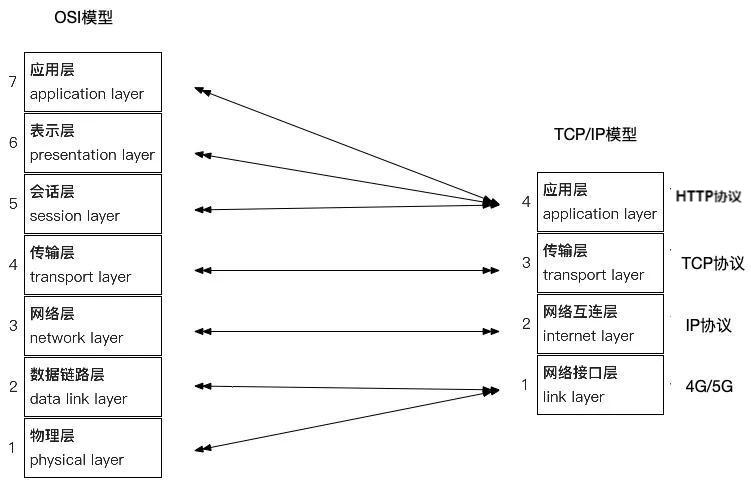 OSI模型
7
应用层
application layer
6
表示层
presentation layer
5
会话层
session layer
4
传输层
transport layer
3
网络层
network layer
2
数据链路层
data link layer
1
物理层
physical layer
TCP/IP模型
4
应用层
application layer
HTTP协议
3
传输层
transport layer
TCP协议
2
网络互连层
internet layer
IP协议
1
网络接口层
link layer
4G/5G